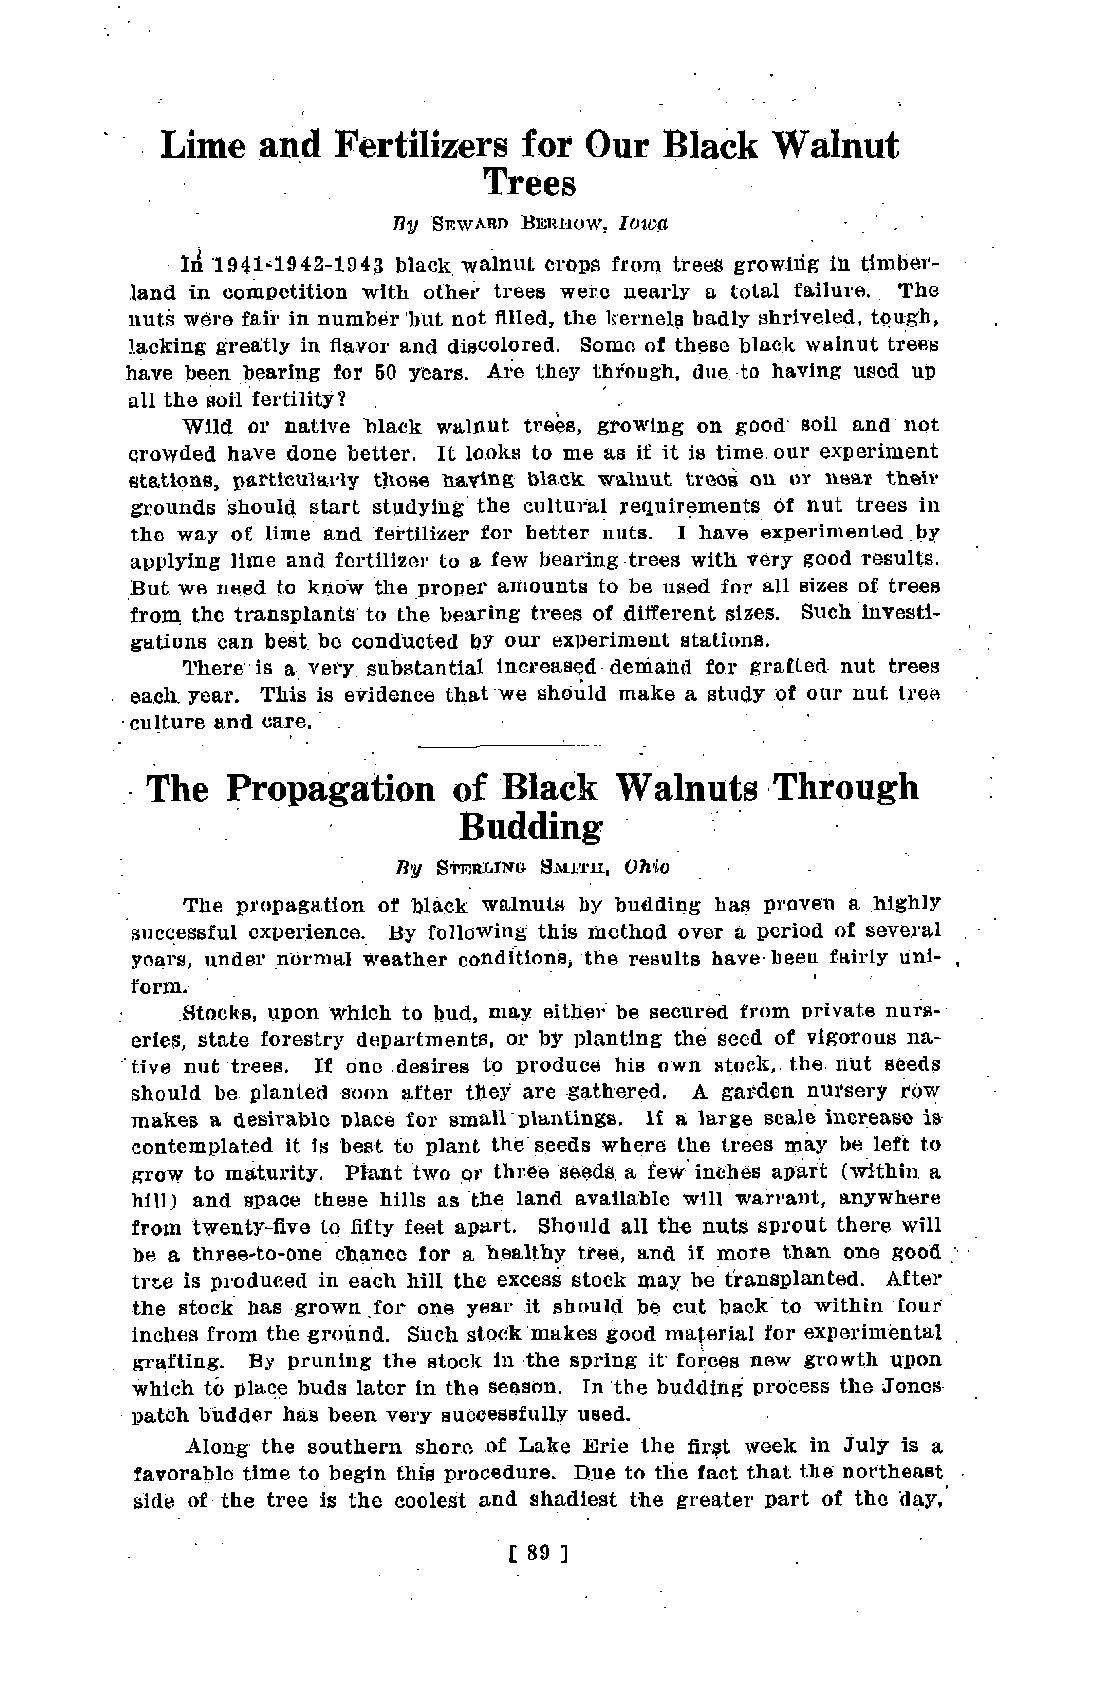 Lime and Fertilizers for Our Black Walnut
Trees
By SEWARD BERHOW, Iowa
In 1941-1942-1943 black walnut crops from trees growing in timber-
land in competition with other trees were nearly a total failure. The
nuts were fair in number but not filled, the kernels badly shriveled, tough,
lacking greatly in flavor and discolored. Some of these black walnut trees
have been bearing for 50 years. Are they through, due to having used up
all the soil fertility?
Wild or native black walnut trees, growing on good soil and not
crowded have done better. It looks to me as if it is time our experiment
stations, particularly those having black walnut trees on or near their
grounds should start studying the cultural requirements of nut trees in
the way of lime and fertilizer for better nuts. I have experimented by
applying lime and fertilizer to a few bearing trees with very good results.
But we need to know the proper amounts to be used for all sizes of trees
from the transplants to the bearing trees of different sizes. Such investi-
gations can best be conducted by our experiment stations.
There is a very substantial increased demand for grafted nut trees
each year. This is evidence that we should make a study of our nut tree
culture and care.
The Propagation of Black Walnuts Through
Budding
By STERLING SMITH, Ohio
The propagation of black walnuts by budding has proven a highly
successful experience. By following this method over a period of several
years, under normal weather conditions, the results have been fairly uni-
form.
Stocks, upon which to bud, may either be secured from private nurs-
eries, state forestry departments, or by planting the seed of vigorous na-
tive nut trees. If one desires to produce his own stock, the nut seeds
should be planted soon after they are gathered. A garden nursery row
makes a desirable place for small plantings. If a large scale increase is
contemplated it is best to plant the seeds where the trees may be left to
grow to maturity. Plant two or three seeds a few inches apart (within a
hill) and space these hills as the land available will warrant, anywhere
from twenty-five to fifty feet apart. Should all the nuts sprout there will
be a three-to-one chance for a healthy tree, and if more than one good
tree is produced in each hill the excess stock may be transplanted. After
the stock has grown for one year it should be cut back to within four
inches from the ground. Such stock makes good material for experimental
grafting. By pruning the stock in the spring it forces new growth upon
which to place buds later in the season. In the budding process the Jones
patch budder has been very successfully used.
Along the southern shore of Lake Erie the first week in July is a
favorable time to begin this procedure. Due to the fact that the northeast
side of the tree is the coolest and shadiest the greater part of the day,
[ 89 ]